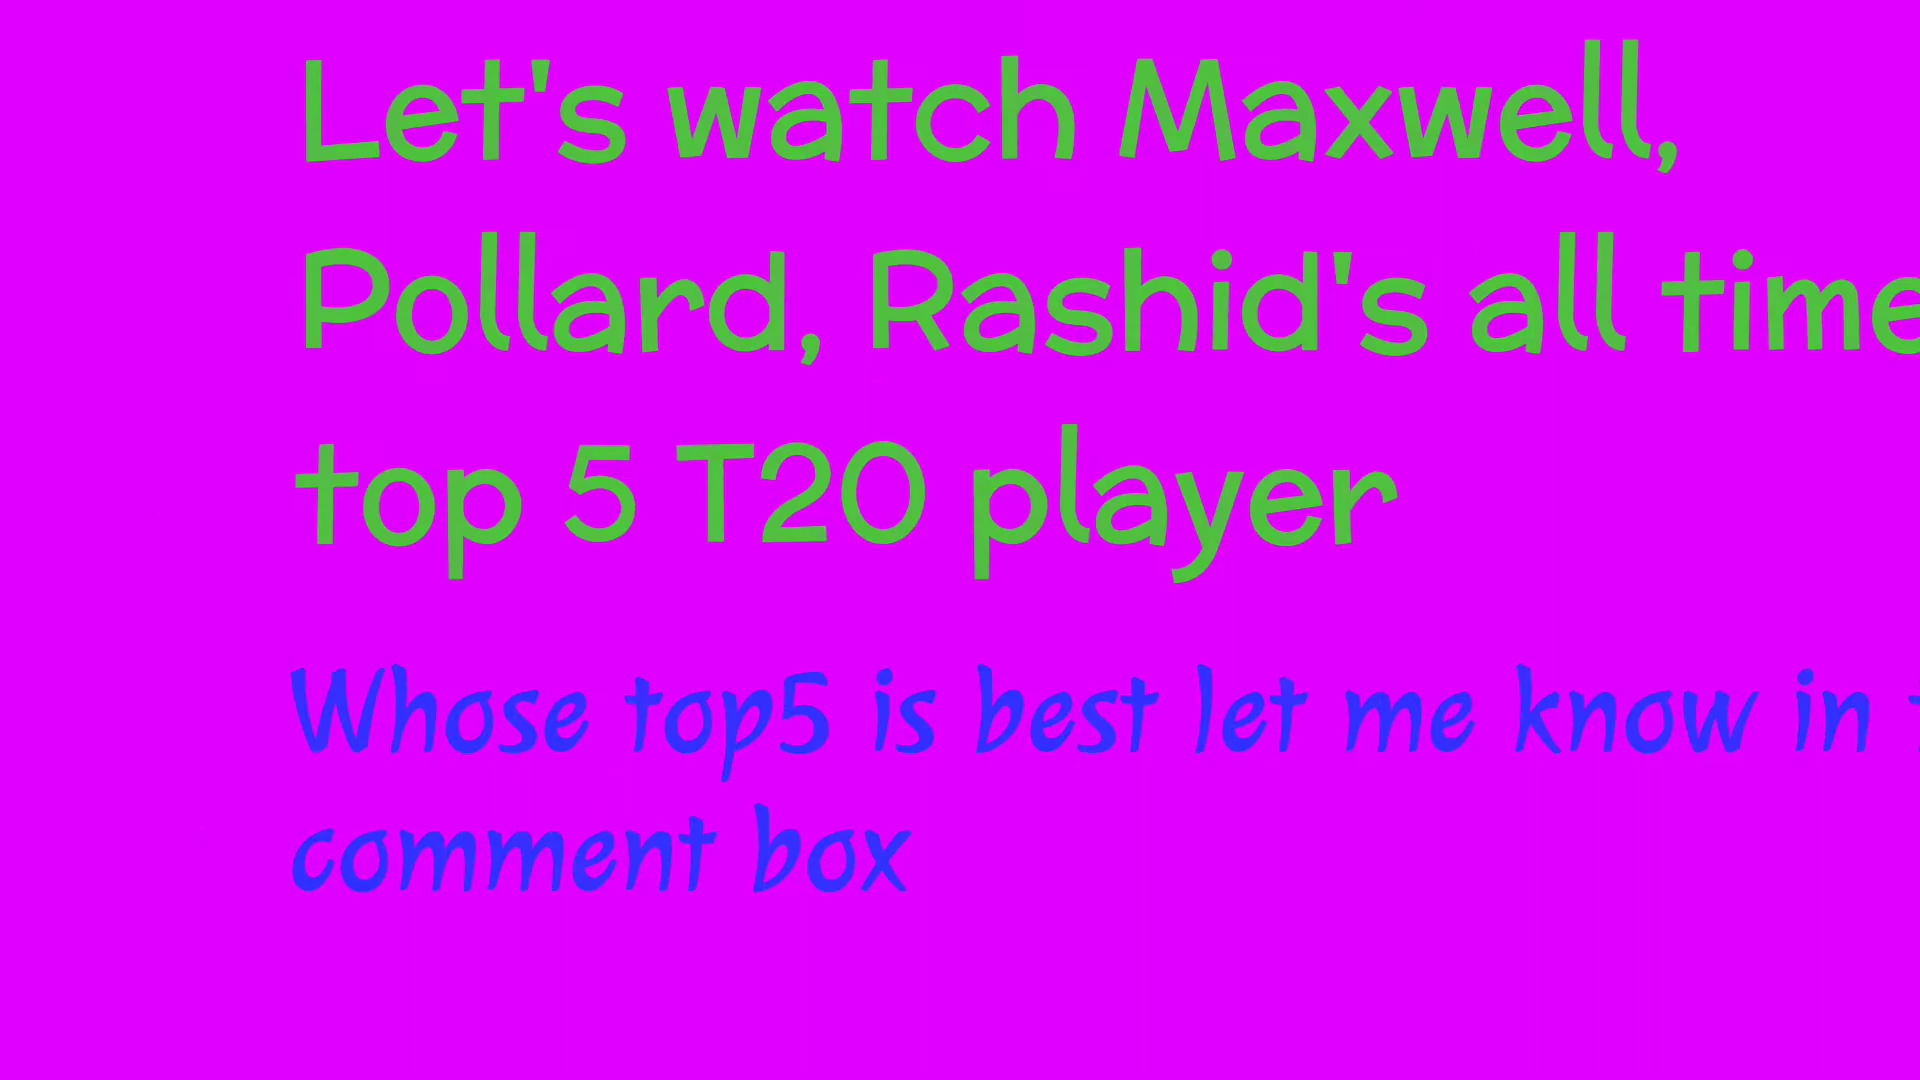 Let's watch Maxwell,
Pollard, Rashid's all time
top 5 T20 player
Whose top5 is best let me know in
comment box